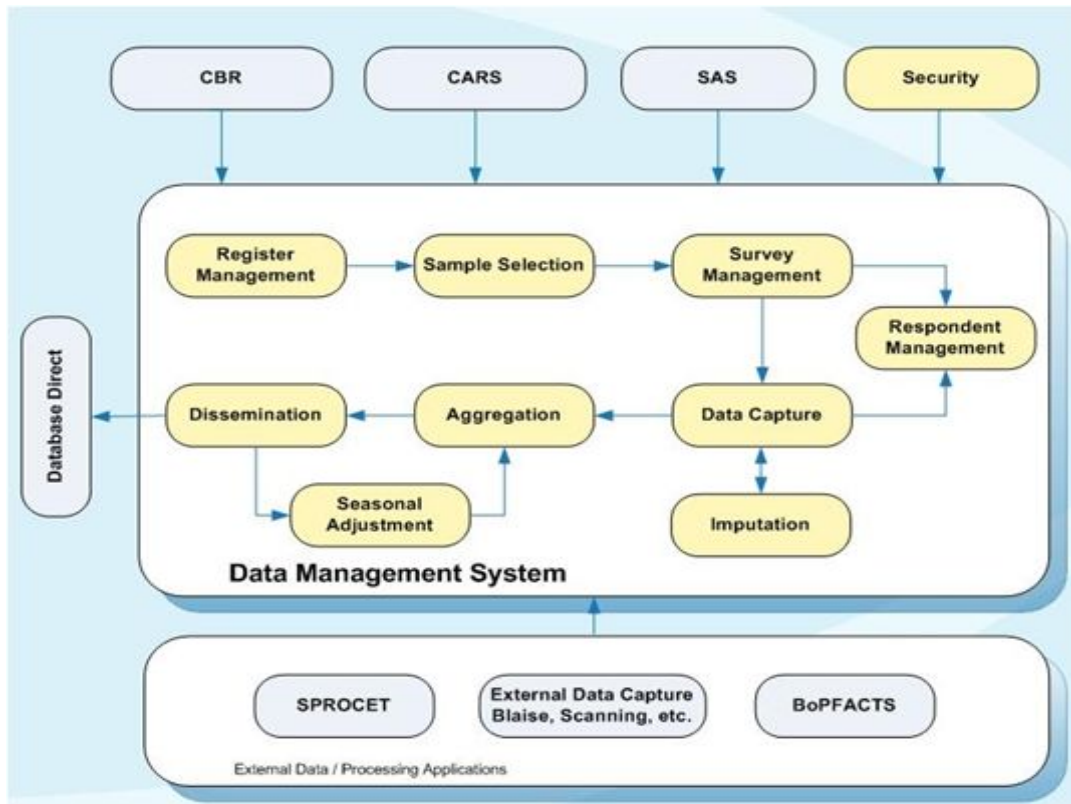 CBR
CARS
SAS
Security
Register
Management
Sample Selection
Survey
Management
Respondent
Management
Database Direct
Dissemination
Aggregation
Data Capture
Seasonal
Adjustment
Imputation
Data Management System
SPROCET
External Data Capture
Blaise, Scanning, etc.
BoPFACTS
External Data / Processing Applications